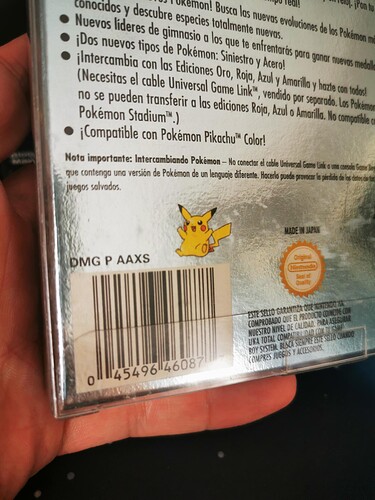 conocidos y descubre especies totalmente nuevas.
● Nuevos líderes de gimnasio a los que te enfrentarás para ganar nuevas
● ¡Dos nuevos tipos de Pokémon: Siniestro y Acero!
● ¡Intercambia con las Ediciones Oro, Roja, Azul y Amarilla y hazte con todos!
(Necesitas el cable Universal Game Link™, vendido por separado. Los Pokémon
no se pueden transferir a las ediciones Roja, Azul o Amarilla. No compatible
Pokémon Stadium™.)
● ¡Compatible con Pokémon Pikachu™ Color!
Nota importante: Intercambiando Pokémon – No conectar el cable Universal Game Link a una consola Game
que contenga una versión de Pokémon de un lenguaje diferente. Hacerlo puede provocar la pérdida de los datos de
juegos salvados.
MADE IN JAPAN
DMG P AAXS
Original
Nintendo
Seal of
Quality
ESTE SELLO GARANTIZA QUE NINTENDO HA
COMPROBADO QUE EL PRODUCTO COINCIDE CON
NUESTRO NIVEL DE CALIDAD. PARA ASEGURAR
UNA TOTAL COMPATIBILIDAD CON TU GAME
BOY SYSTEM, BUSCA SIEMPRE ESTE SELLO CUANDO
COMPRES JUEGOS Y ACCESORIOS.
0 45496 46087